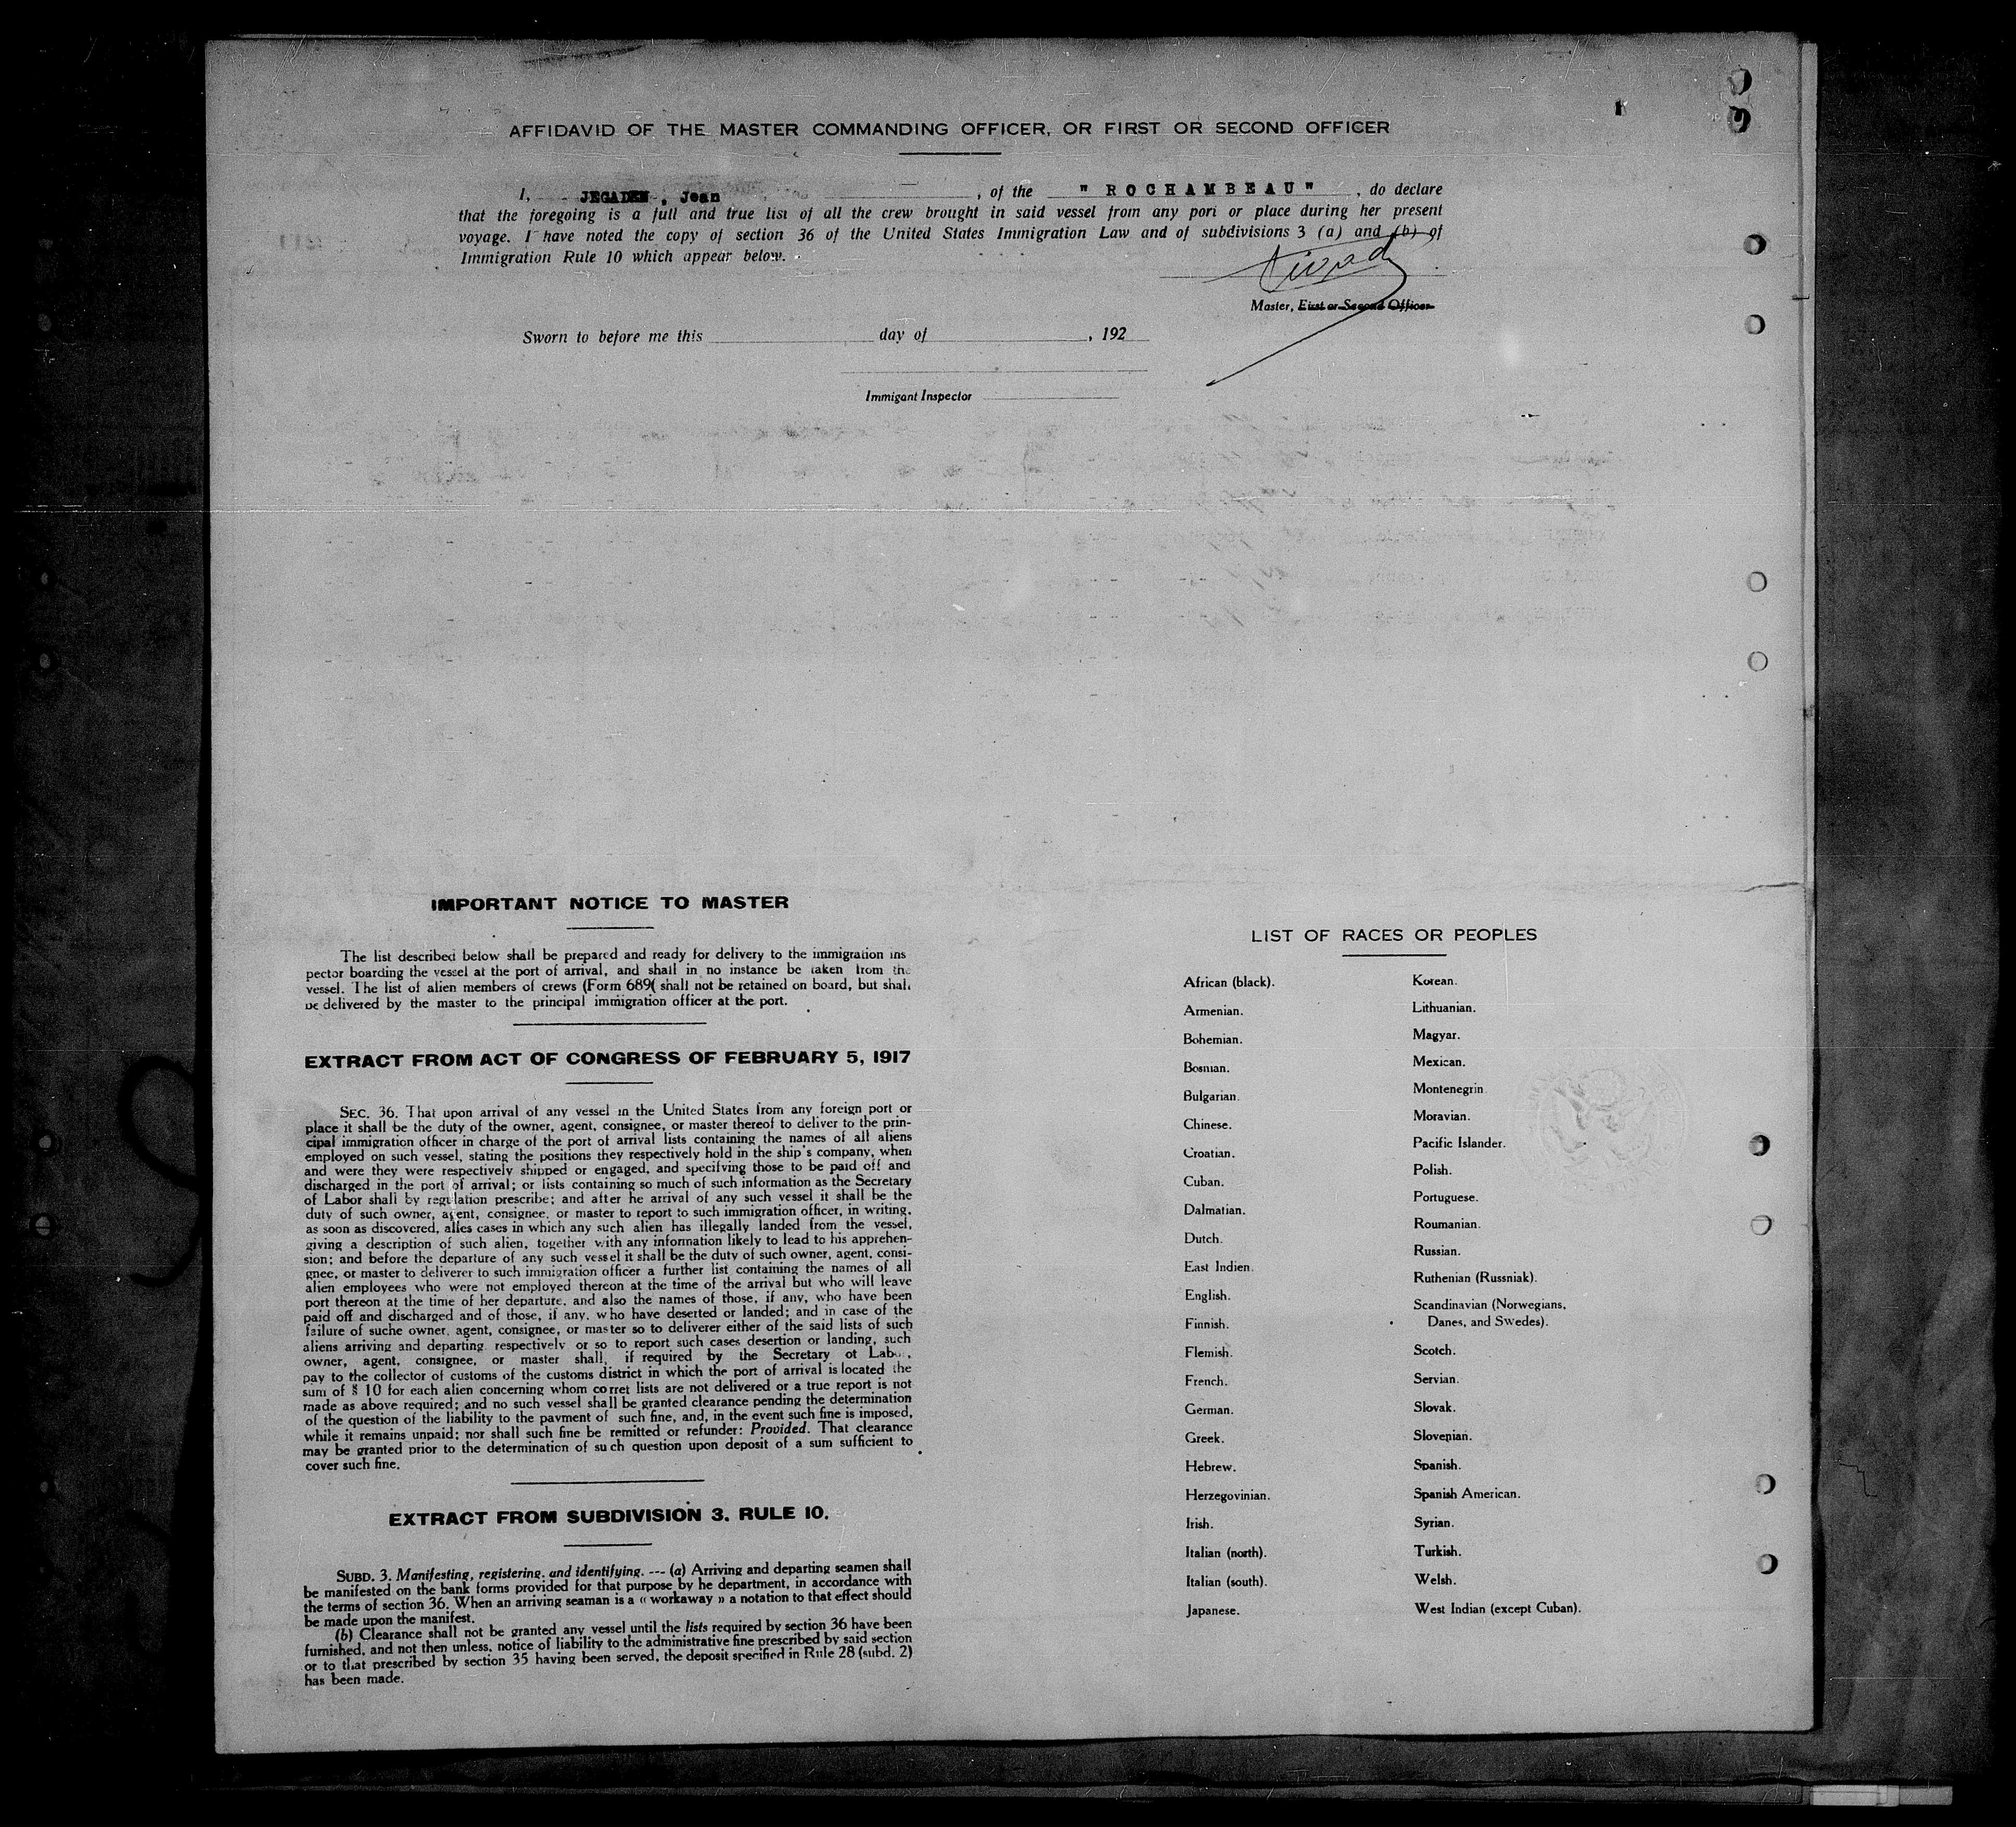 AFFIDAVID OF THE MASTER COMMANDING OFFICER, OR FIRST OR SECOND OFFICER
I, JEGADEN, Jean , of the " ROCHAMBEAU " , do declare
that the foregoing is a full and true list of all the crew brought in said vessel from any port or place during her present
voyage. I have noted the copy of section 36 of the United States Immigration Law and of subdivisions 3 (a) and (b) of
Immigration Rule 10 which appear below.
Master, First or Second Officer
Sworn to before me this day of , 192
Immigant Inspector
IMPORTANT NOTICE TO MASTER
The list described below shall be prepared and ready for delivery to the immigration ins
pector boarding the vessel at the port of arrival, and shall in no instance be taken from the
vessel. The list of alien members of crews (Form 689( shall not be retained on board, but shall
be delivered by the master to the principal immigration officer at the port.
EXTRACT FROM ACT OF CONGRESS OF FEBRUARY 5, 1917
SEC. 36. That upon arrival of any vessel in the United States from any foreign port or
place it shall be the duty of the owner, agent, consignee, or master thereof to deliver to the prin-
cipal immigration officer in charge of the port of arrival lists containing the names of all aliens
employed on such vessel, stating the positions they respectively hold in the ship's company, when
and were they were respectively shipped or engaged, and specifying those to be paid off and
discharged in the port of arrival; or lists containing so much of such information as the Secretary
of Labor shall by regulation prescribe; and after he arrival of any such vessel it shall be the
duty of such owner, agent, consignee, or master to report to such immigration officer, in writing,
as soon as discovered, alles cases in which any such alien has illegally landed from the vessel,
giving a description of such alien, together with any information likely to lead to his apprehen-
sion; and before the departure of any such vessel it shall be the duty of such owner, agent, consi-
gnee, or master to deliverer to such immigration officer a further list containing the names of all
alien employees who were not employed thereon at the time of the arrival but who will leave
port thereon at the time of her departure, and also the names of those, if any, who have been
paid off and discharged and of those, if any, who have deserted or landed; and in case of the
failure of suche owner, agent, consignee, or master so to deliverer either of the said lists of such
aliens arriving and departing respectively or so to report such cases desertion or landing, such
owner, agent, consignee, or master shall, if required by the Secretary ot Labor,
pay to the collector of customs of the customs district in which the port of arrival is located the
sum of $ 10 for each alien concerning whom corret lists are not delivered or a true report is not
made as above required; and no such vessel shall be granted clearance pending the determination
of the question of the liability to the payment of such fine, and, in the event such fine is imposed,
while it remains unpaid; nor shall such fine be remitted or refunder: Provided. That clearance
may be granted prior to the determination of such question upon deposit of a sum sufficient to
cover such fine.
EXTRACT FROM SUBDIVISION 3, RULE 10.
SUBD. 3. Manifesting, registering, and identifying. --- (a) Arriving and departing seamen shall
be manifested on the bank forms provided for that purpose by he department, in accordance with
the terms of section 36. When an arriving seaman is a « workaway » a notation to that effect should
be made upon the manifest.
(b) Clearance shall not be granted any vessel until the lists required by section 36 have been
furnished, and not then unless, notice of liability to the administrative fine prescribed by said section
or to that prescribed by section 35 having been served, the deposit specified in Rule 28 (subd. 2)
has been made.
LIST OF RACES OR PEOPLES
African (black).
Armenian.
Bohemian.
Bosnian.
Bulgarian.
Chinese.
Croatian.
Cuban.
Dalmatian.
Dutch.
East Indien.
English.
Finnish.
Flemish.
French.
German.
Greek.
Hebrew.
Herzegovinian.
Irish.
Italian (north).
Italian (south).
Japanese.
Korean.
Lithuanian.
Magyar.
Mexican.
Montenegrin.
Moravian.
Pacific Islander.
Polish.
Portuguese.
Roumanian.
Russian.
Ruthenian (Russniak).
Scandinavian (Norwegians,
Danes, and Swedes).
Scotch.
Servian.
Slovak.
Slovenian.
Spanish.
Spanish American.
Syrian.
Turkish.
Welsh.
West Indian (except Cuban).